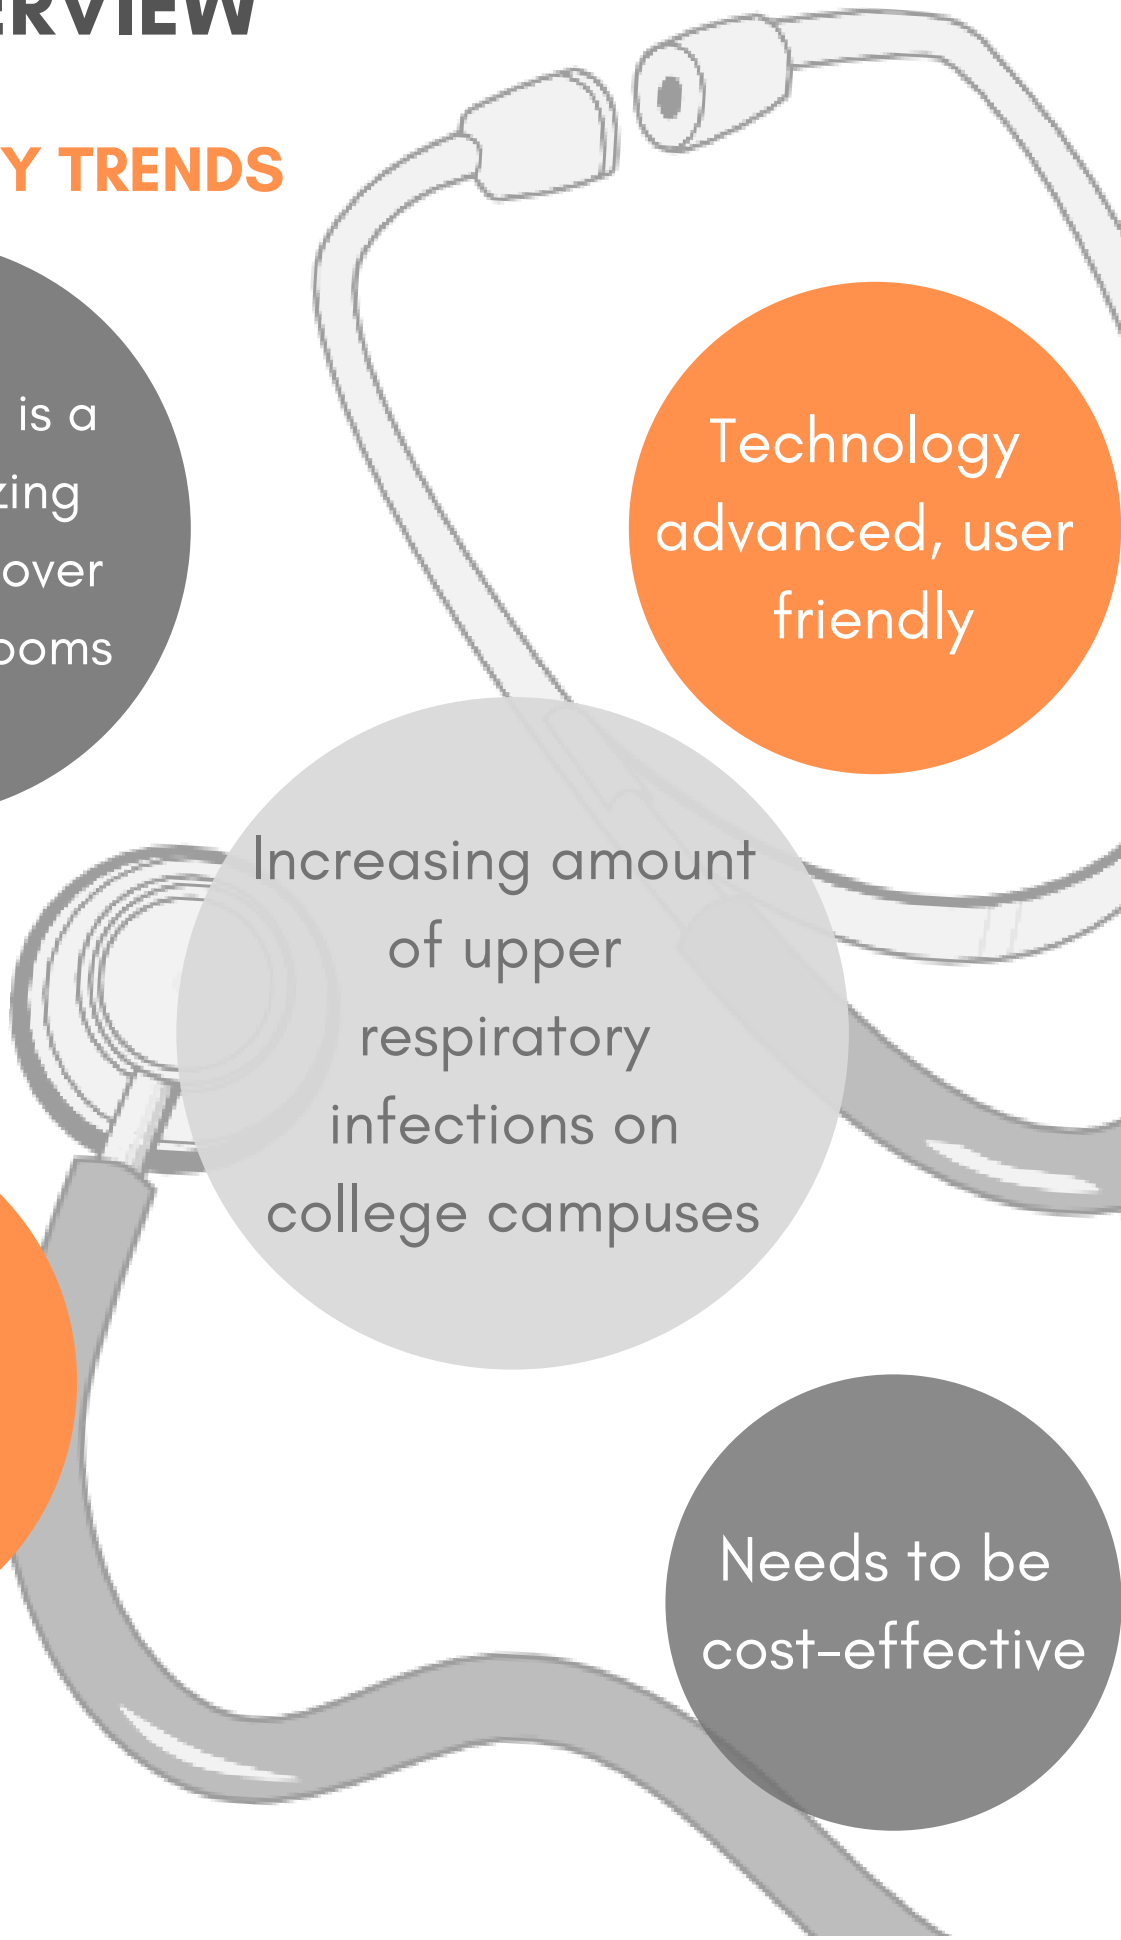 ERVIEW
Y TRENDS
is a
zing
over
ooms
Technology
advanced, user
friendly
Increasing amount
of upper
respiratory
infections on
college campuses
Needs to be
cost-effective